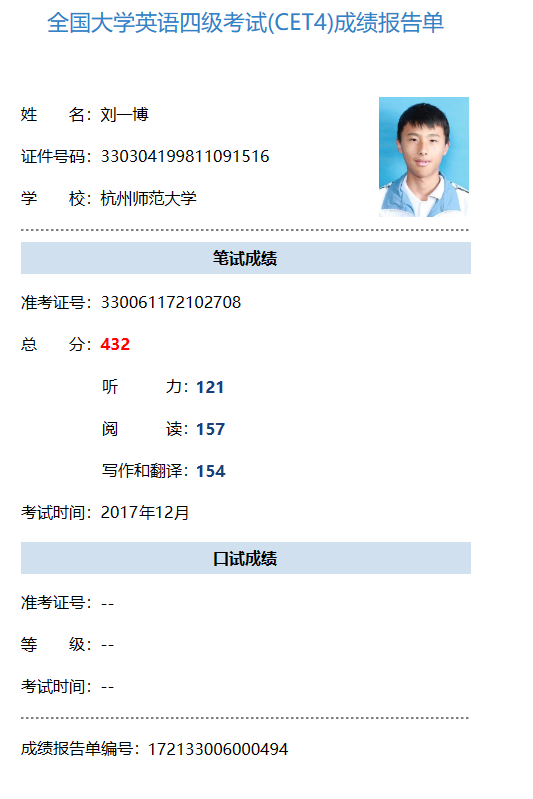 全国大学英语四级考试(CET4)成绩报告单
姓 名：刘一博
证件号码：330304199811091516
学 校：杭州师范大学
笔试成绩
准考证号：330061172102708
总 分：432
听 力：121
阅 读：157
写作和翻译：154
考试时间：2017年12月
口试成绩
准考证号：--
等 级：--
考试时间：--
成绩报告单编号：172133006000494